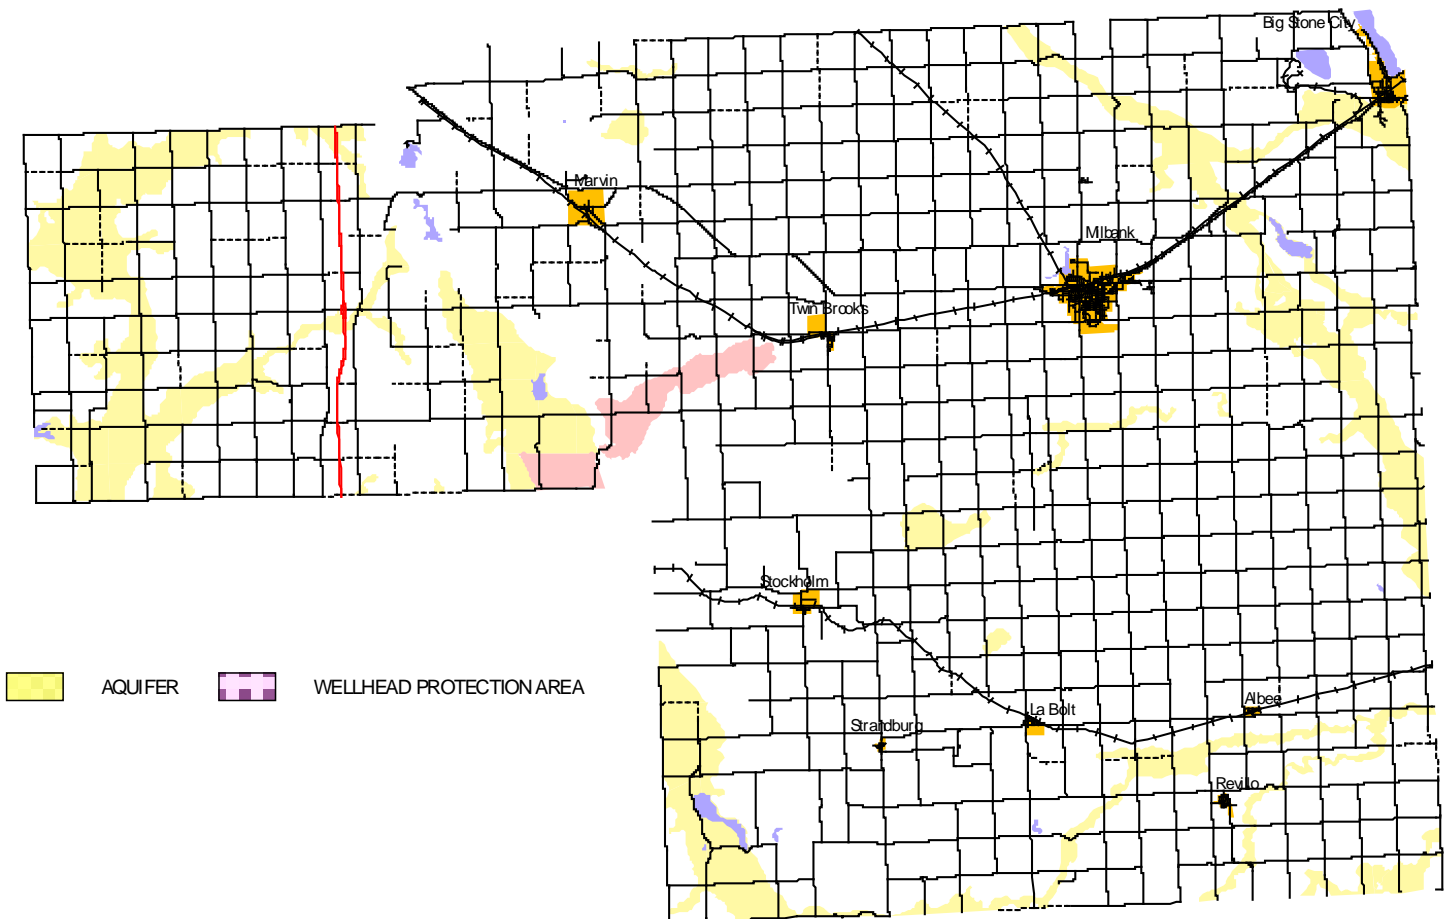 Big Stone City
Marvin
Milbank
Twin Brooks
Stockholm
AQUIFER
WELLHEAD PROTECTION AREA
Albee
La Bolt
Strandburg
Revillo